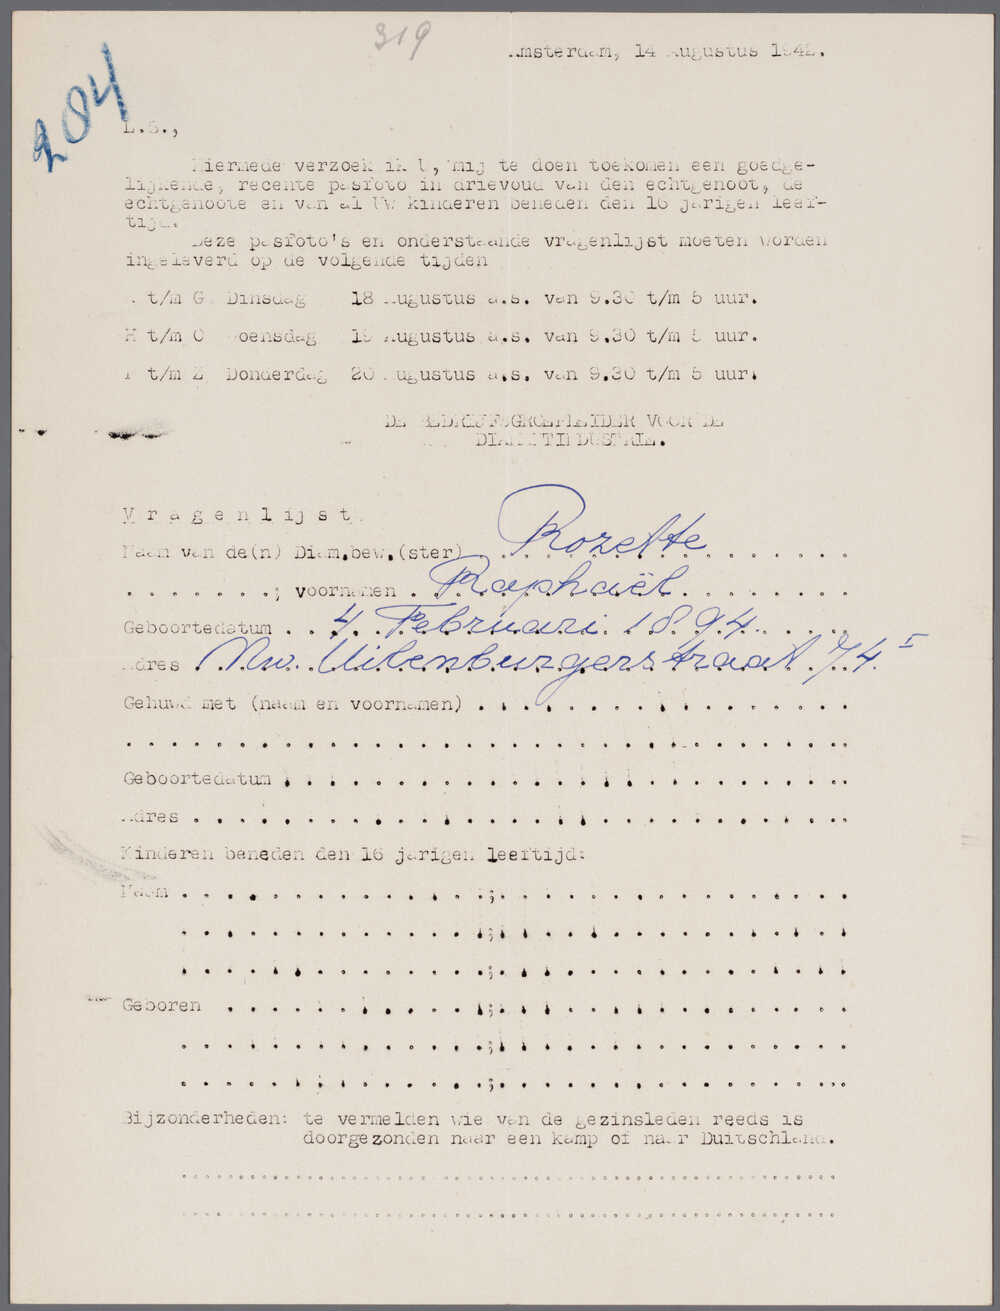 319
Amsterdam, 14 Augustus 1942.
204
L.S.,
Hiermede verzoek ik U, mij te doen toekomen een goedge-
lijkende, recente pasfoto in drievoud van den echtgenoot, de
echtgenoote en van al Uw kinderen beneden den 16 jarigen leef-
tijd.
Deze pasfoto's en onderstaande vragenlijst moeten worden
ingeleverd op de volgende tijden
A t/m G Dinsdag 18 Augustus a.s. van 9.30 t/m 5 uur.
H t/m O Woensdag 19 Augustus a.s. van 9.30 t/m 5 uur.
P t/m Z Donderdag 20 Augustus a.s. van 9.30 t/m 5 uur.
DE BEDRIJFSGROEPLEIDER VOOR DE
DIAMANTINDUSTRIE.
Vragenlijst
Naam van de(n) Diam.bew.(ster) Rozette
; voornamen Raphaël
Geboortedatum 4 Februari 1894
Adres Nw. Uilenburgerstraat 74 I
Gehuwd met (naam en voornamen)
Geboortedatum
Adres
Kinderen beneden den 16 jarigen leeftijd:
Naam ;
;
;
Geboren ;
;
;
Bijzonderheden: te vermelden wie van de gezinsleden reeds is
doorgezonden naar een kamp of naar Duitschland.